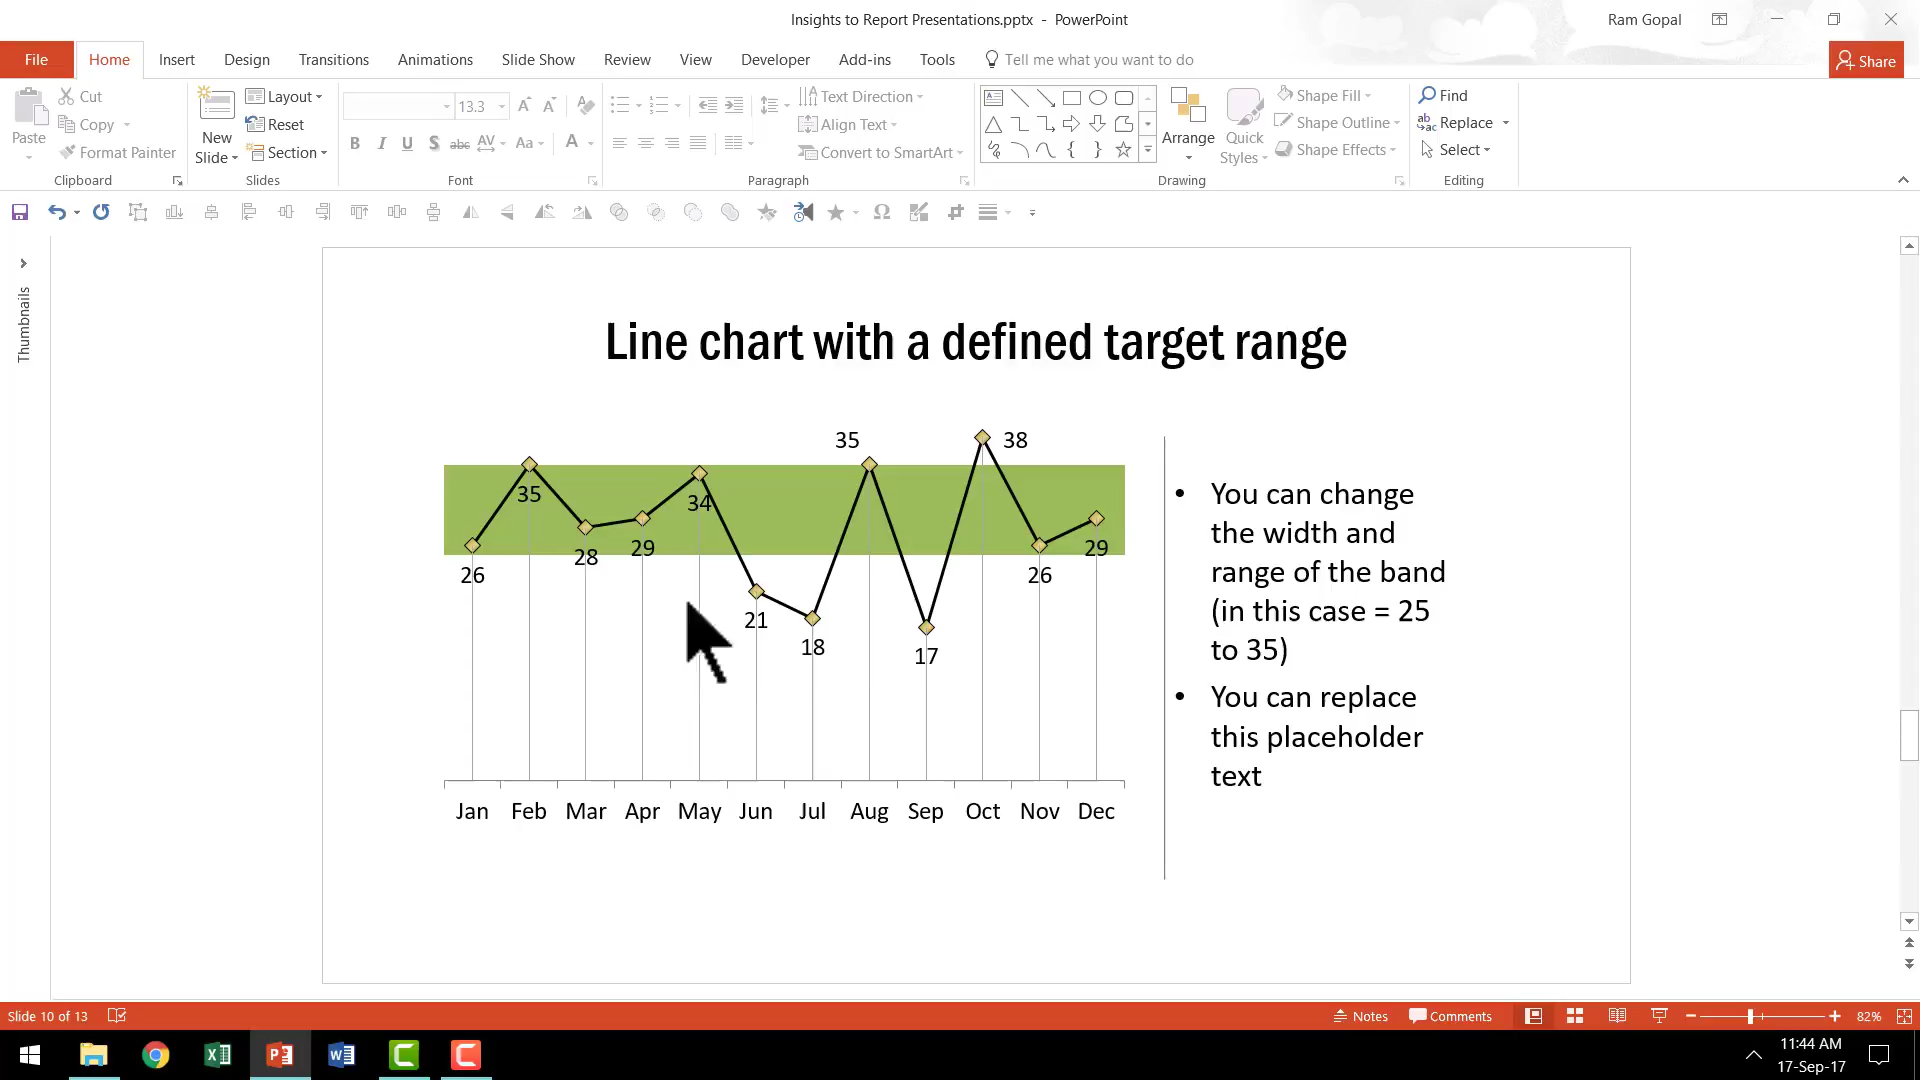 Insights to Report Presentations.pptx - PowerPoint
Ram Gopal
File Home Insert Design Transitions Animations Slide Show Review View Developer Add-ins Tools Tell me what you want to do Share
Paste
Cut
Copy
Format Painter
Clipboard
New Slide
Layout
Reset
Section
Slides
13.3
B I U S abc AV Aa A
Font
Text Direction
Align Text
Convert to SmartArt
Paragraph
Arrange
Quick Styles
Shape Fill
Shape Outline
Shape Effects
Drawing
Find
Replace
Select
Editing
Thumbnails
Line chart with a defined target range
26
35
28
29
34
21
18
35
17
38
26
29
Jan Feb Mar Apr May Jun Jul Aug Sep Oct Nov Dec
• You can change
the width and
range of the band
(in this case = 25
to 35)
• You can replace
this placeholder
text
Slide 10 of 13
Notes Comments 82%
11:44 AM
17-Sep-17